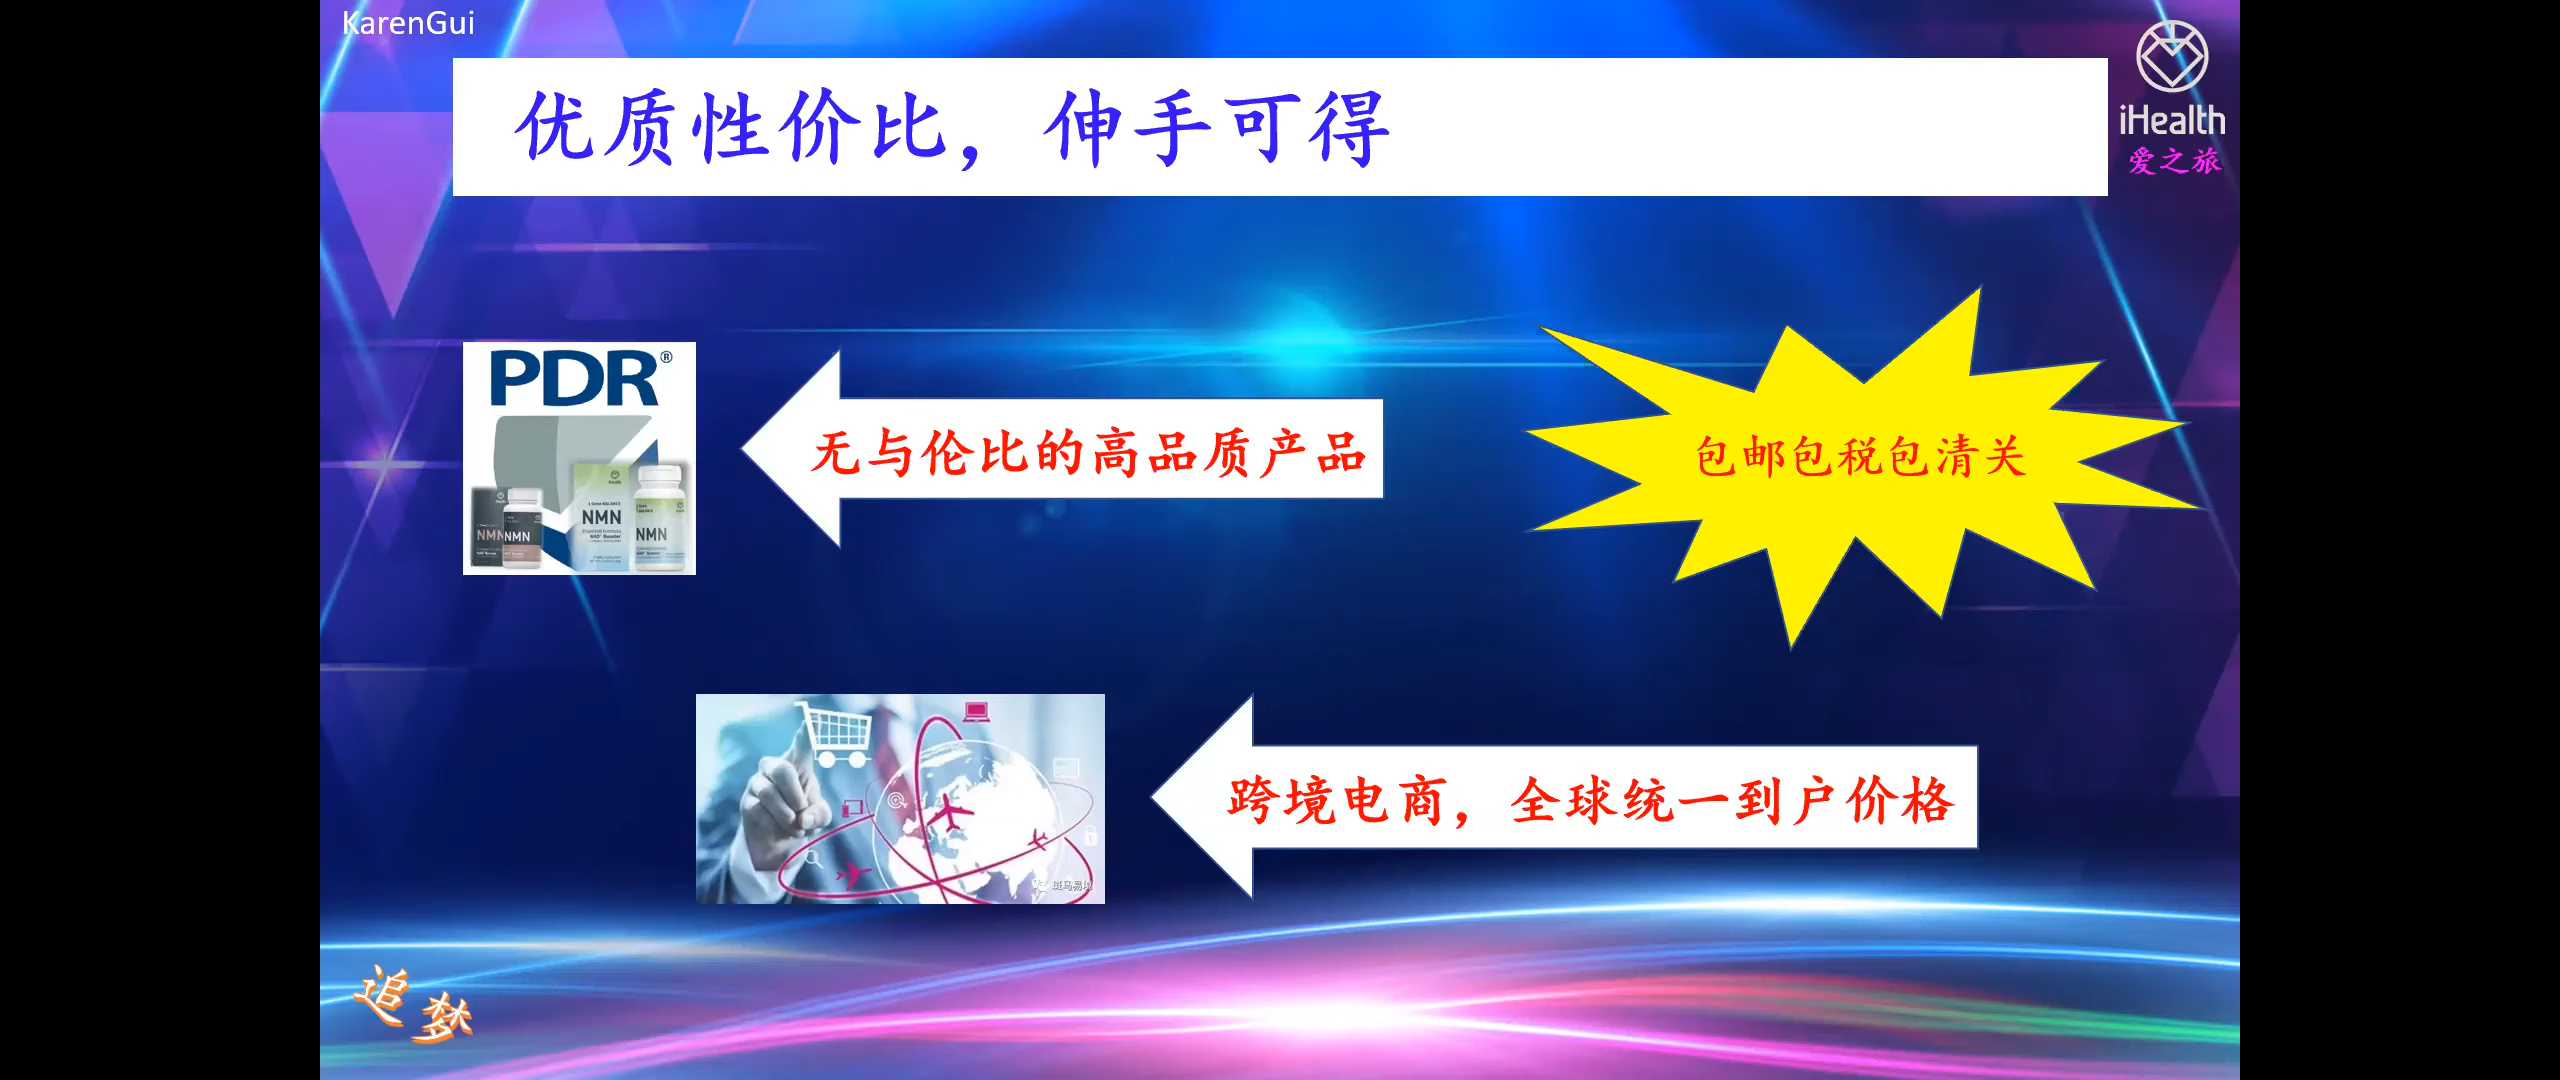 KarenGui
优质性价比，伸手可得
iHealth
爱之旅
PDR®
无与伦比的高品质产品
包邮包税包清关
NMN
NMN
NMN
NMN
跨境电商，全球统一到户价格
追梦